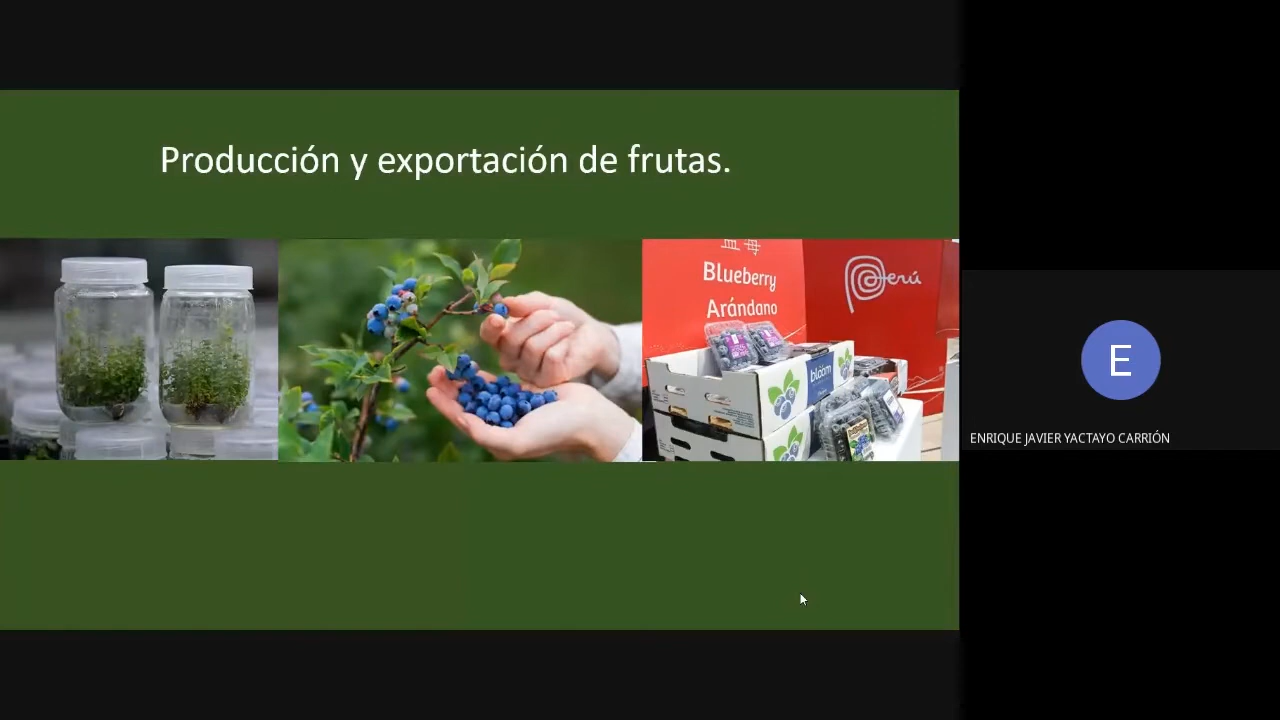 Producción y exportación de frutas.
Blueberry
Arándano
Perú
bloom
E
ENRIQUE JAVIER YACTAYO CARRIÓN